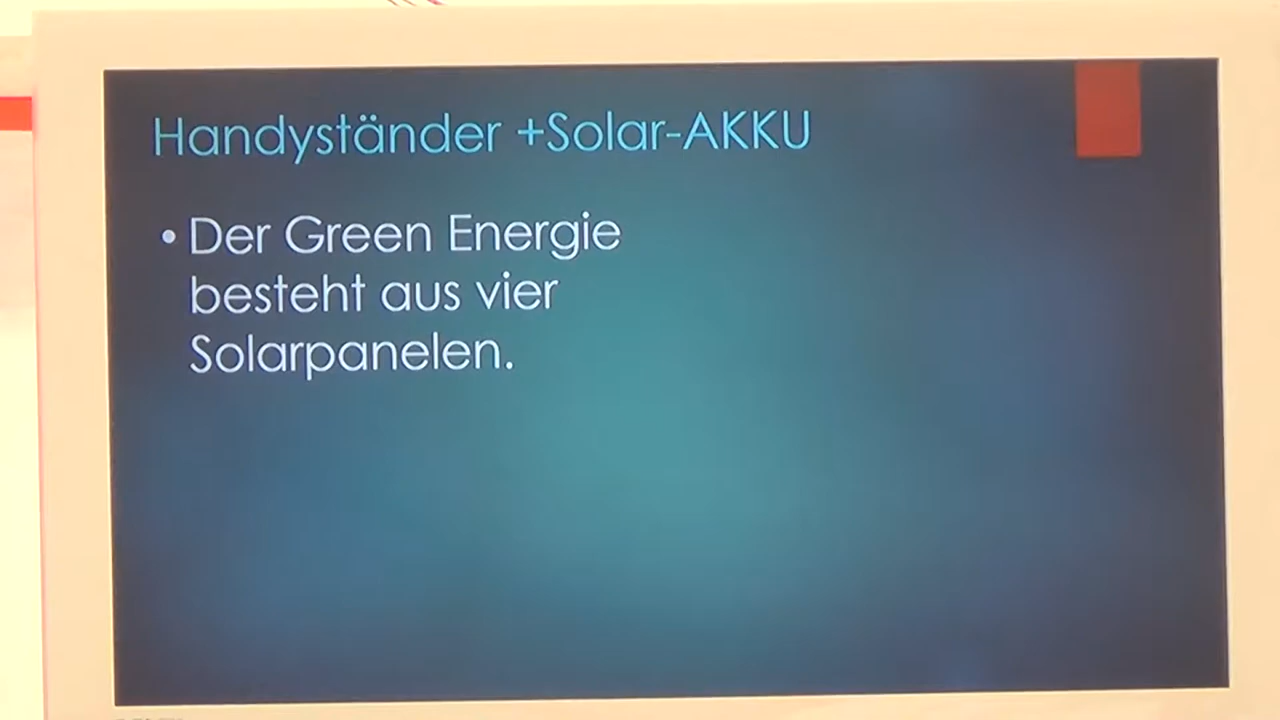 Handyständer +Solar-AKKU
• Der Green Energie
besteht aus vier
Solarpanelen.